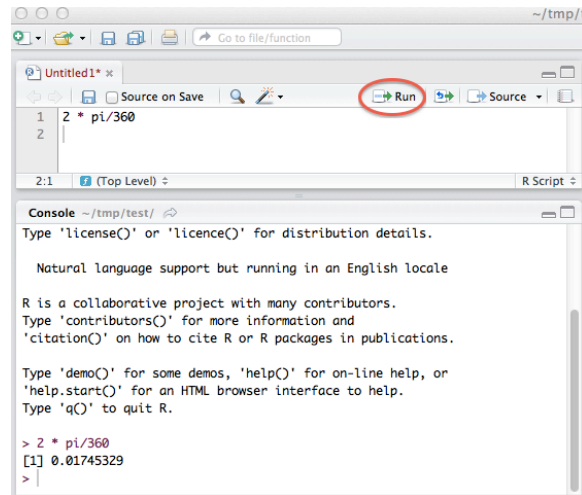 ~/tmp/
Go to file/function
Untitled1* ×
Source on Save
Run
Source
1 2 * pi/360
2
2:1 (Top Level)
R Script
Console ~/tmp/test/
Type 'license()' or 'licence()' for distribution details.
Natural language support but running in an English locale
R is a collaborative project with many contributors.
Type 'contributors()' for more information and
'citation()' on how to cite R or R packages in publications.
Type 'demo()' for some demos, 'help()' for on-line help, or
'help.start()' for an HTML browser interface to help.
Type 'q()' to quit R.
> 2 * pi/360
[1] 0.01745329
>